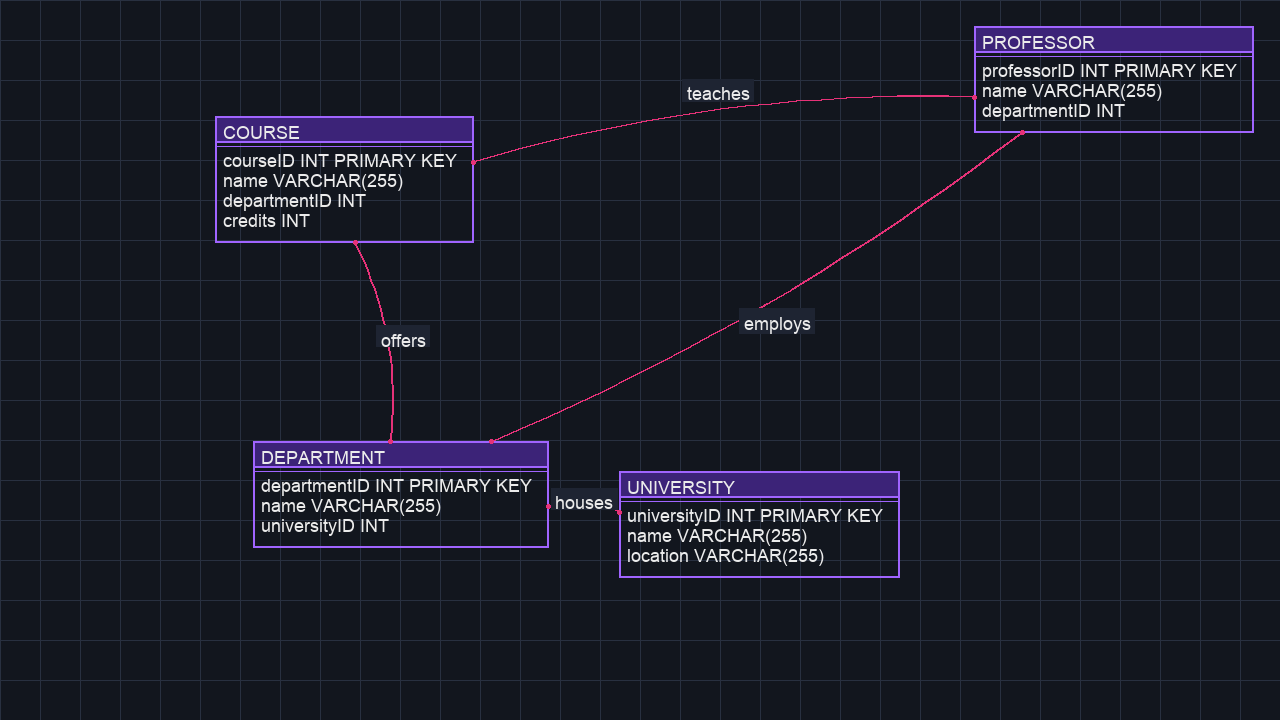 PROFESSOR
professorID INT PRIMARY KEY
name VARCHAR(255)
departmentID INT
teaches
COURSE
courseID INT PRIMARY KEY
name VARCHAR(255)
departmentID INT
credits INT
employs
offers
DEPARTMENT
departmentID INT PRIMARY KEY
name VARCHAR(255)
universityID INT
houses
UNIVERSITY
universityID INT PRIMARY KEY
name VARCHAR(255)
location VARCHAR(255)